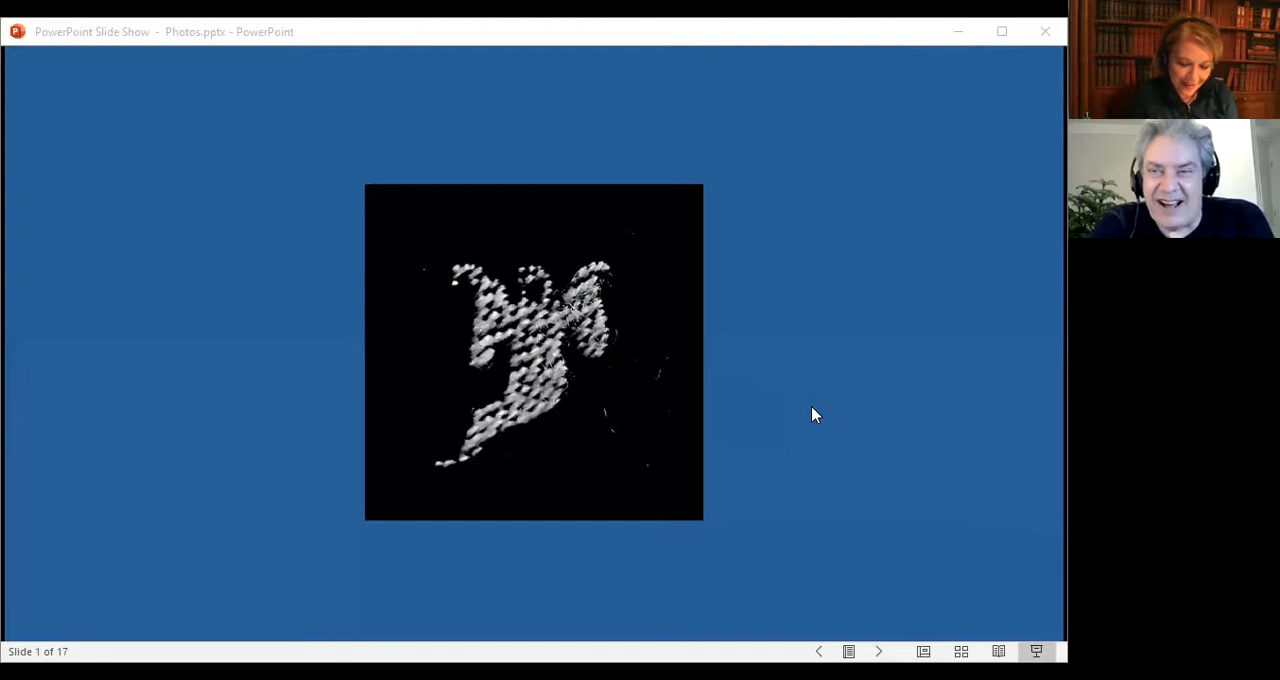 PowerPoint Slide Show - Photos.pptx - PowerPoint
Slide 1 of 17